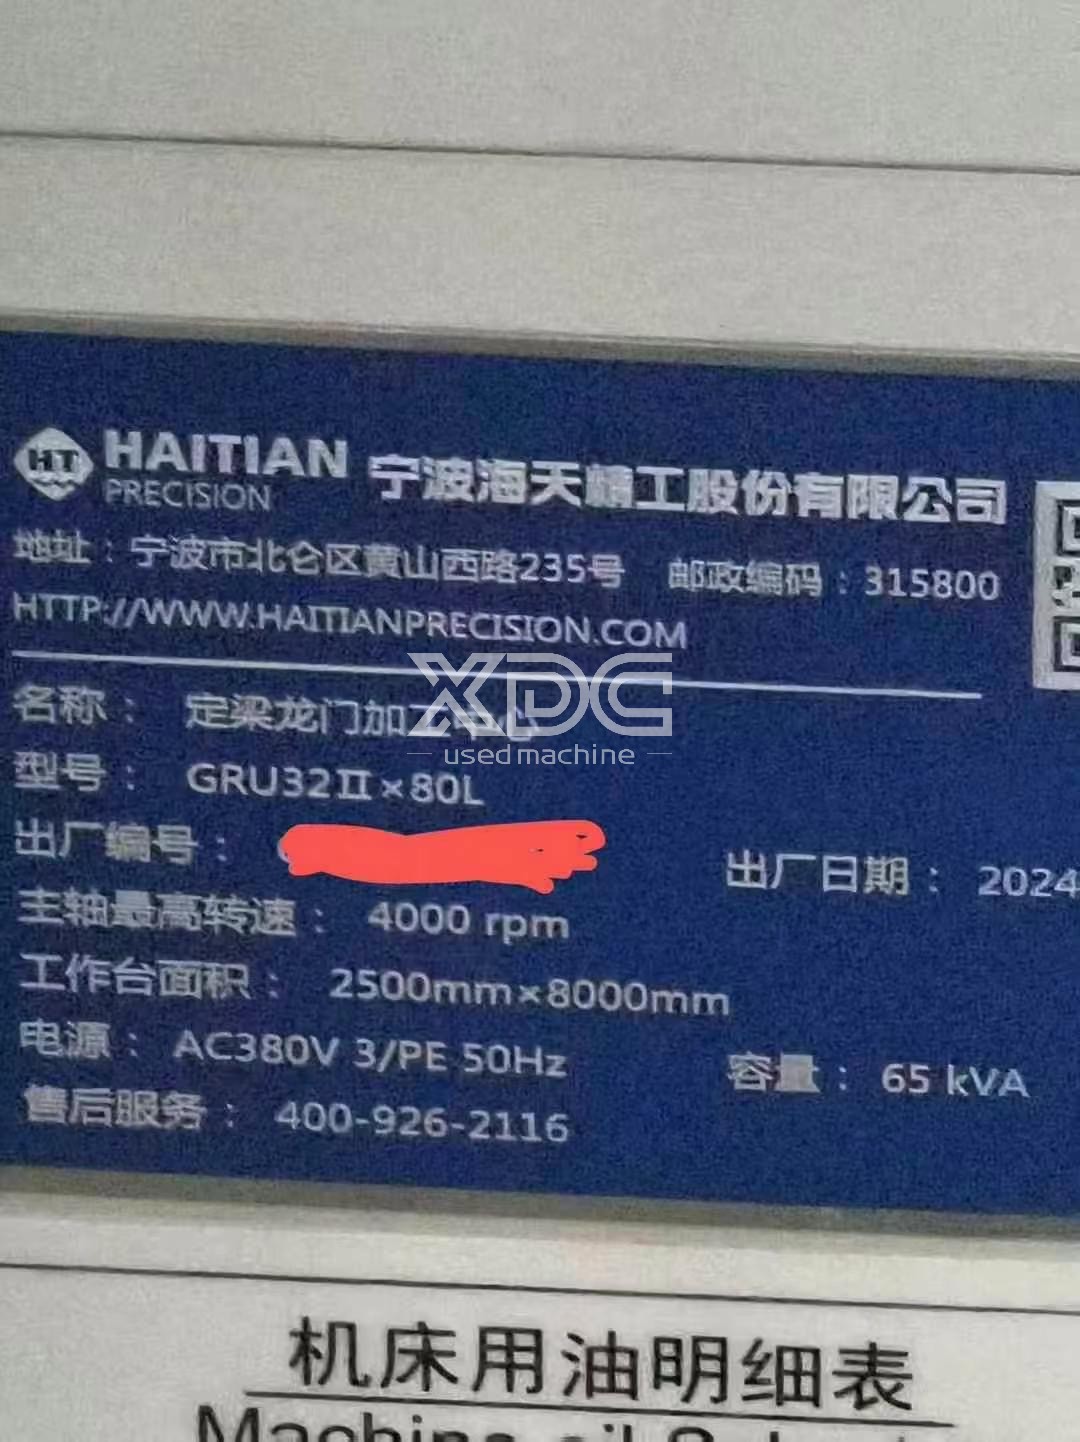 HT HAITIAN PRECISION 宁波海天精工股份有限公司
地址：宁波市北仑区黄山西路235号 邮政编码：315800
HTTP://WWW.HAITIANPRECISION.COM
XDC
usedmachine
名称： 定梁龙门加工中心
型号： GRU32Ⅱ×80L
出厂编号： 出厂日期： 2024
主轴最高转速： 4000 rpm
工作台面积： 2500mm×8000mm
电源： AC380V 3/PE 50Hz 容量： 65 kVA
售后服务： 400-926-2116
机床用油明细表
Machine oil